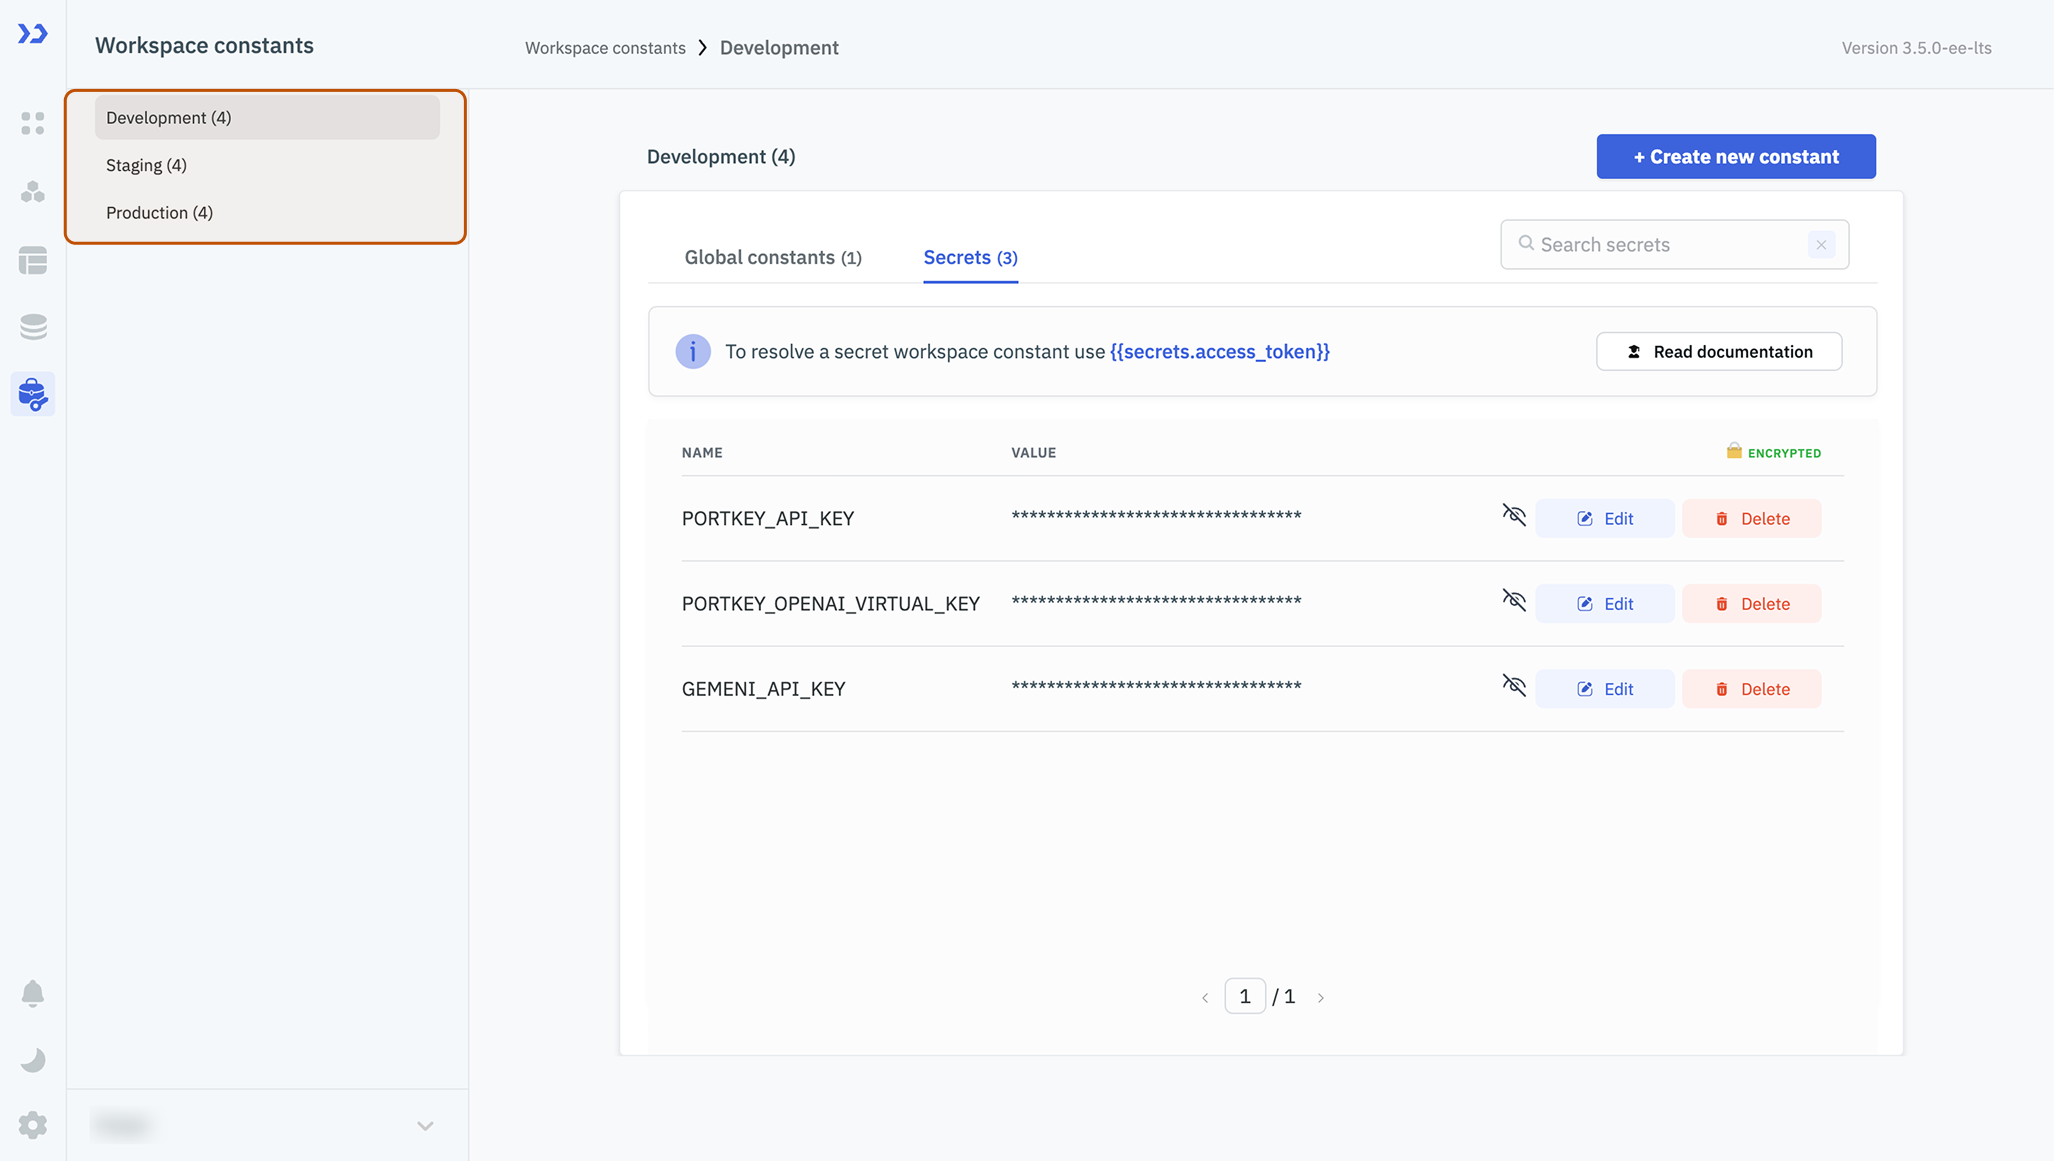 Workspace constants
Workspace constants > Development
Version 3.5.0-ee-lts
Development (4)
Staging (4)
Production (4)
Development (4)
+ Create new constant
Global constants (1)
Secrets (3)
Search secrets
To resolve a secret workspace constant use {{secrets.access_token}}
Read documentation
NAME
VALUE
ENCRYPTED
PORTKEY_API_KEY
*********************************
Edit
Delete
PORTKEY_OPENAI_VIRTUAL_KEY
*********************************
Edit
Delete
GEMENI_API_KEY
*********************************
Edit
Delete
1 / 1